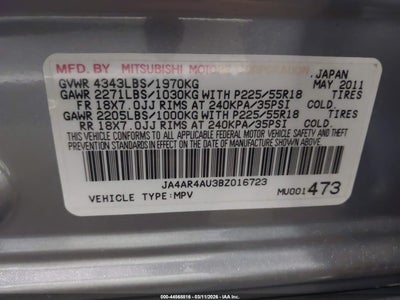 MFD. BY MITSUBISHI MOTORS CORPORATION, JAPAN
GVWR 4343LBS/1970KG MAY 2011
GAWR 2271LBS/1030KG WITH P225/55R18 TIRES
FR 18X7.0JJ RIMS AT 240KPA/35PSI COLD.
GAWR 2205LBS/1000KG WITH P225/55R18 TIRES
RR 18X7.0JJ RIMS AT 240KPA/35PSI COLD.
THIS VEHICLE CONFORMS TO ALL APPLICABLE FEDERAL MOTOR VEHICLE SAFETY BUMPER AND THEFT
PREVENTION STANDARDS IN EFFECT ON THE DATE OF MANUFACTURE SHOWN ABOVE.
JA4AR4AU3BZ016723
VEHICLE TYPE:MPV MU001473
000-44568816 - 03/11/2026 - IAA Inc.